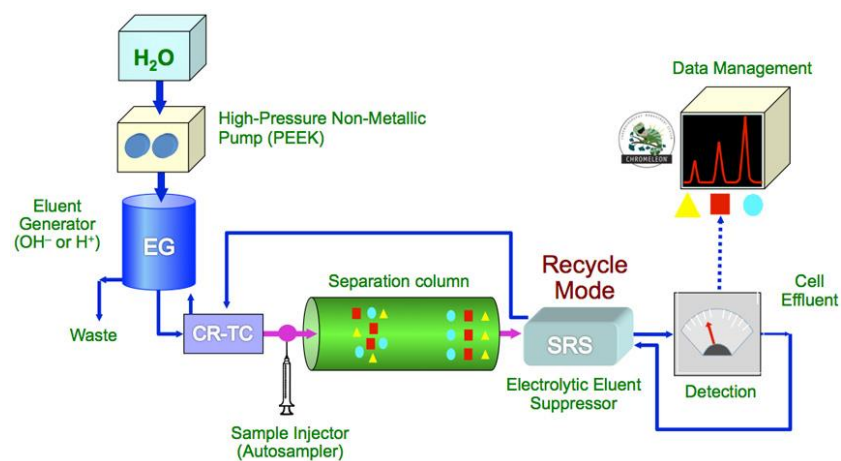 H₂O
High-Pressure Non-Metallic
Pump (PEEK)
Eluent
Generator
(OH⁻ or H⁺)
EG
Waste
CR-TC
Sample Injector
(Autosampler)
Separation column
Recycle
Mode
SRS
Electrolytic Eluent
Suppressor
Data Management
CHROMELEON
Cell
Effluent
Detection